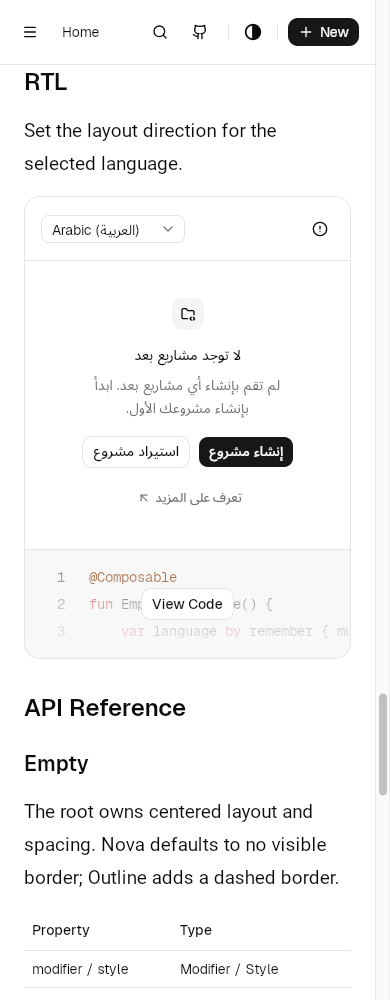 Home
New
RTL
Set the layout direction for the
selected language.
Arabic (العربية)
لا توجد مشاريع بعد
لم تقم بإنشاء أي مشاريع بعد. ابدأ
بإنشاء مشروعك الأول.
إنشاء مشروع
استيراد مشروع
تعرف على المزيد
1 @Composable
2 fun Emp e() {
View Code
3 var language by remember { mu
API Reference
Empty
The root owns centered layout and
spacing. Nova defaults to no visible
border; Outline adds a dashed border.
Property Type
modifier / style Modifier / Style